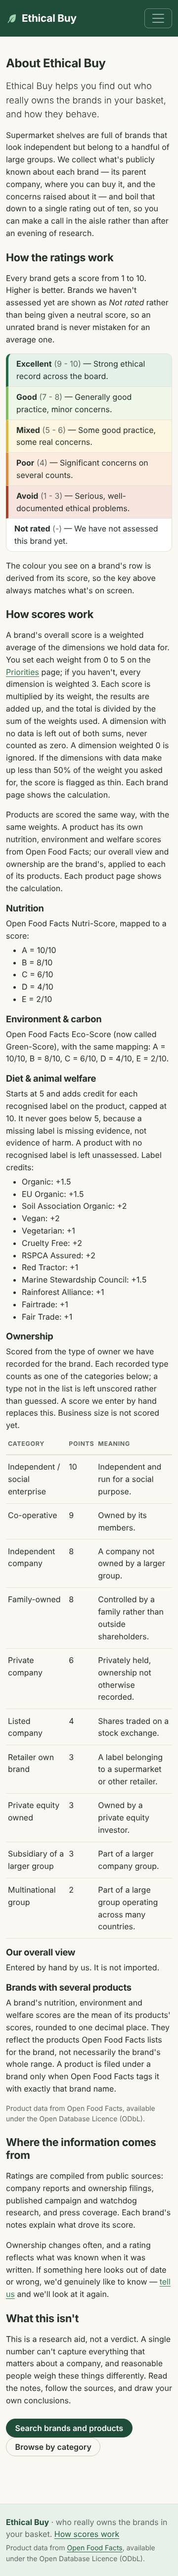 Ethical Buy
About Ethical Buy
Ethical Buy helps you find out who
really owns the brands in your basket,
and how they behave.
Supermarket shelves are full of brands that
look independent but belong to a handful of
large groups. We collect what's publicly
known about each brand — its parent
company, where you can buy it, and the
concerns raised about it — and boil that
down to a single rating out of ten, so you
can make a call in the aisle rather than after
an evening of research.
How the ratings work
Every brand gets a score from 1 to 10.
Higher is better. Brands we haven't
assessed yet are shown as Not rated rather
than being given a neutral score, so an
unrated brand is never mistaken for an
average one.
Excellent (9 - 10) — Strong ethical
record across the board.
Good (7 - 8) — Generally good
practice, minor concerns.
Mixed (5 - 6) — Some good practice,
some real concerns.
Poor (4) — Significant concerns on
several counts.
Avoid (1 - 3) — Serious, well-
documented ethical problems.
Not rated (-) — We have not assessed
this brand yet.
The colour you see on a brand's row is
derived from its score, so the key above
always matches what's on screen.
How scores work
A brand's overall score is a weighted
average of the dimensions we hold data for.
You set each weight from 0 to 5 on the
Priorities page; if you haven't, every
dimension is weighted 3. Each score is
multiplied by its weight, the results are
added up, and the total is divided by the
sum of the weights used. A dimension with
no data is left out of both sums, never
counted as zero. A dimension weighted 0 is
ignored. If the dimensions with data make
up less than 50% of the weight you asked
for, the score is flagged as thin. Each brand
page shows the calculation.
Products are scored the same way, with the
same weights. A product has its own
nutrition, environment and welfare scores
from Open Food Facts; our overall view and
ownership are the brand's, applied to each
of its products. Each product page shows
its calculation.
Nutrition
Open Food Facts Nutri-Score, mapped to a
score:
• A = 10/10
• B = 8/10
• C = 6/10
• D = 4/10
• E = 2/10
Environment & carbon
Open Food Facts Eco-Score (now called
Green-Score), with the same mapping: A =
10/10, B = 8/10, C = 6/10, D = 4/10, E = 2/10.
Diet & animal welfare
Starts at 5 and adds credit for each
recognised label on the product, capped at
10. It never goes below 5, because a
missing label is missing evidence, not
evidence of harm. A product with no
recognised label is left unassessed. Label
credits:
• Organic: +1.5
• EU Organic: +1.5
• Soil Association Organic: +2
• Vegan: +2
• Vegetarian: +1
• Cruelty Free: +2
• RSPCA Assured: +2
• Red Tractor: +1
• Marine Stewardship Council: +1.5
• Rainforest Alliance: +1
• Fairtrade: +1
• Fair Trade: +1
Ownership
Scored from the type of owner we have
recorded for the brand. Each recorded type
counts as one of the categories below; a
type not in the list is left unscored rather
than guessed. A score we enter by hand
replaces this. Business size is not scored
yet.
CATEGORY POINTS MEANING
Independent / 10 Independent and
social run for a social
enterprise purpose.
Co-operative 9 Owned by its
members.
Independent 8 A company not
company owned by a larger
group.
Family-owned 8 Controlled by a
family rather than
outside
shareholders.
Private 6 Privately held,
company ownership not
otherwise
recorded.
Listed 4 Shares traded on a
company stock exchange.
Retailer own 3 A label belonging
brand to a supermarket
or other retailer.
Private equity 3 Owned by a
owned private equity
investor.
Subsidiary of a 3 Part of a larger
larger group company group.
Multinational 2 Part of a large
group group operating
across many
countries.
Our overall view
Entered by hand by us. It is not imported.
Brands with several products
A brand's nutrition, environment and
welfare scores are the mean of its products'
scores, rounded to one decimal place. They
reflect the products Open Food Facts lists
for the brand, not necessarily the brand's
whole range. A product is filed under a
brand only when Open Food Facts tags it
with exactly that brand name.
Product data from Open Food Facts, available
under the Open Database Licence (ODbL).
Where the information comes
from
Ratings are compiled from public sources:
company reports and ownership filings,
published campaign and watchdog
research, and press coverage. Each brand's
notes explain what drove its score.
Ownership changes often, and a rating
reflects what was known when it was
written. If something here looks out of date
or wrong, we'd genuinely like to know — tell
us and we'll look at it again.
What this isn't
This is a research aid, not a verdict. A single
number can't capture everything that
matters about a company, and reasonable
people weigh these things differently. Read
the notes, follow the sources, and draw your
own conclusions.
Search brands and products
Browse by category
Ethical Buy · who really owns the brands in
your basket. How scores work
Product data from Open Food Facts, available
under the Open Database Licence (ODbL).